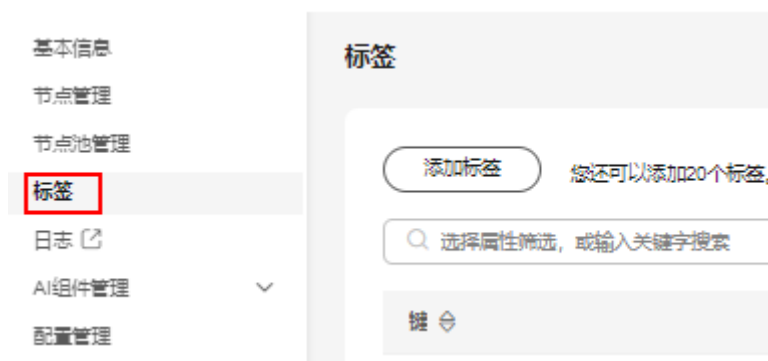 基本信息
节点管理
节点池管理
标签
日志
AI组件管理
配置管理
标签
添加标签
您还可以添加20个标签,
选择属性筛选，或输入关键字搜索
键